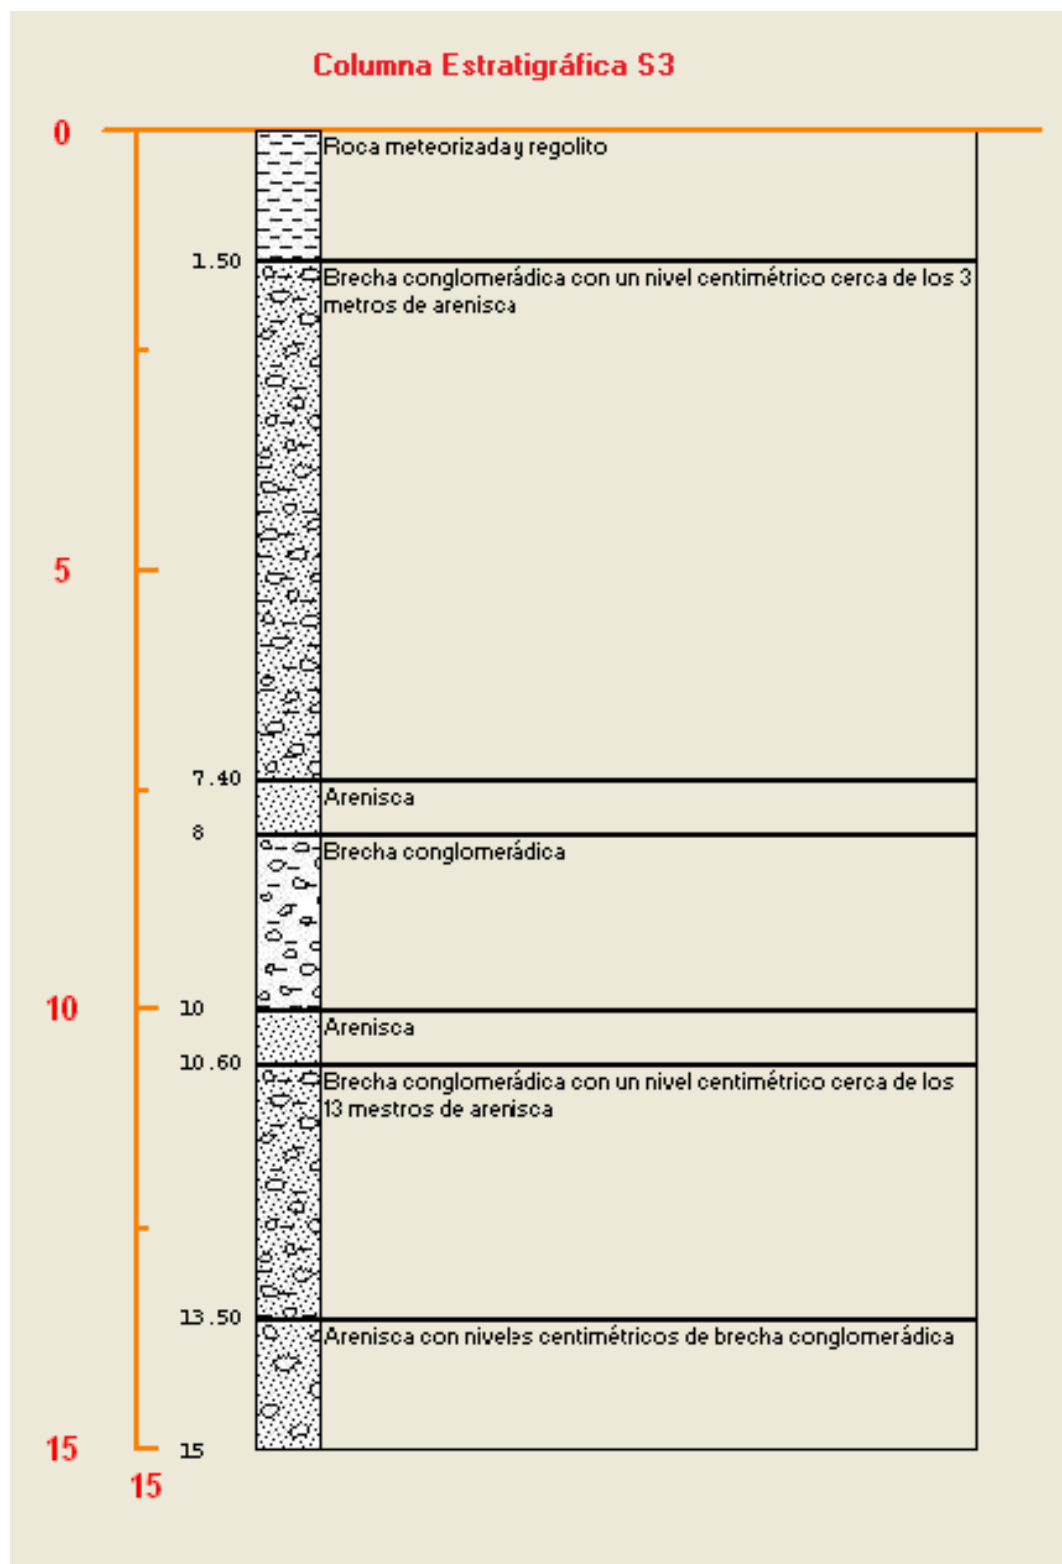 Columna Estratigráfica S3
0
Roca meteorizada y regolito
1.50
Brecha conglomerádica con un nivel centimétrico cerca de los 3
metros de arenisca
5
7.40
Arenisca
8
Brecha conglomerádica
10
10
Arenisca
10.60
Brecha conglomerádica con un nivel centimétrico cerca de los
13 mestros de arenisca
13.50
Arenisca con niveles centimétricos de brecha conglomerádica
15
15
15